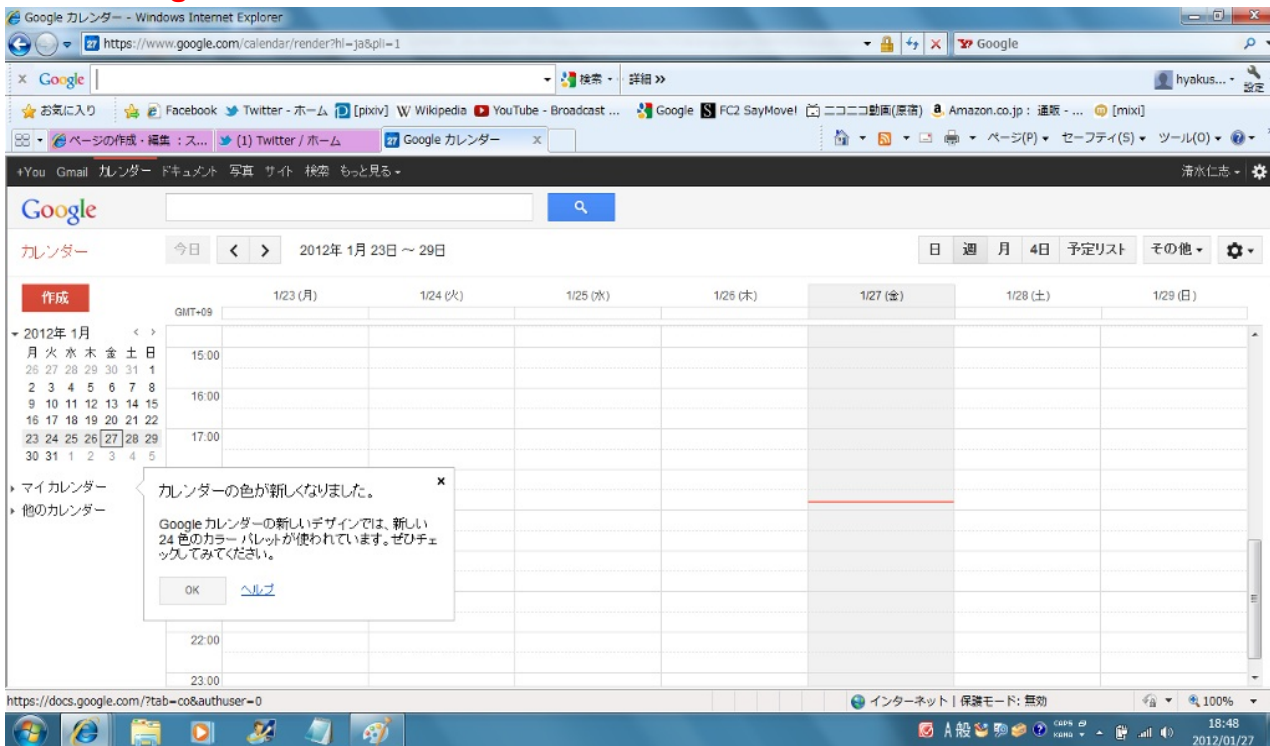 Google カレンダー - Windows Internet Explorer
https://www.google.com/calendar/render?hl=ja&pli=1
Google
x Google 検索 詳細 »
hyakus...
設定
お気に入り Facebook Twitter - ホーム [pixiv] Wikipedia YouTube - Broadcast ... Google FC2 SayMove! ニコニコ動画(原宿) Amazon.co.jp : 通販 - ... [mixi]
ページの作成・編集 : ス... (1) Twitter / ホーム 27 Google カレンダー x
ページ(P) セーフティ(S) ツール(O)
+You Gmail カレンダー ドキュメント 写真 サイト 検索 もっと見る
清水仁志
Google
カレンダー 今日 2012年 1月 23日 ～ 29日
日 週 月 4日 予定リスト その他
作成
GMT+09
1/23 (月) 1/24 (火) 1/25 (水) 1/26 (木) 1/27 (金) 1/28 (土) 1/29 (日)
2012年 1月
月 火 水 木 金 土 日
26 27 28 29 30 31 1
2 3 4 5 6 7 8
9 10 11 12 13 14 15
16 17 18 19 20 21 22
23 24 25 26 27 28 29
30 31 1 2 3 4 5
マイ カレンダー
他のカレンダー
15:00
16:00
17:00
カレンダーの色が新しくなりました。 x
Google カレンダーの新しいデザインでは、新しい
24 色のカラー パレットが使われています。ぜひチェ
ックしてみてください。
OK ヘルプ
22:00
23:00
https://docs.google.com/?tab=co&authuser=0
インターネット | 保護モード: 無効
100%
A 般
CAPS
KANA
18:48
2012/01/27